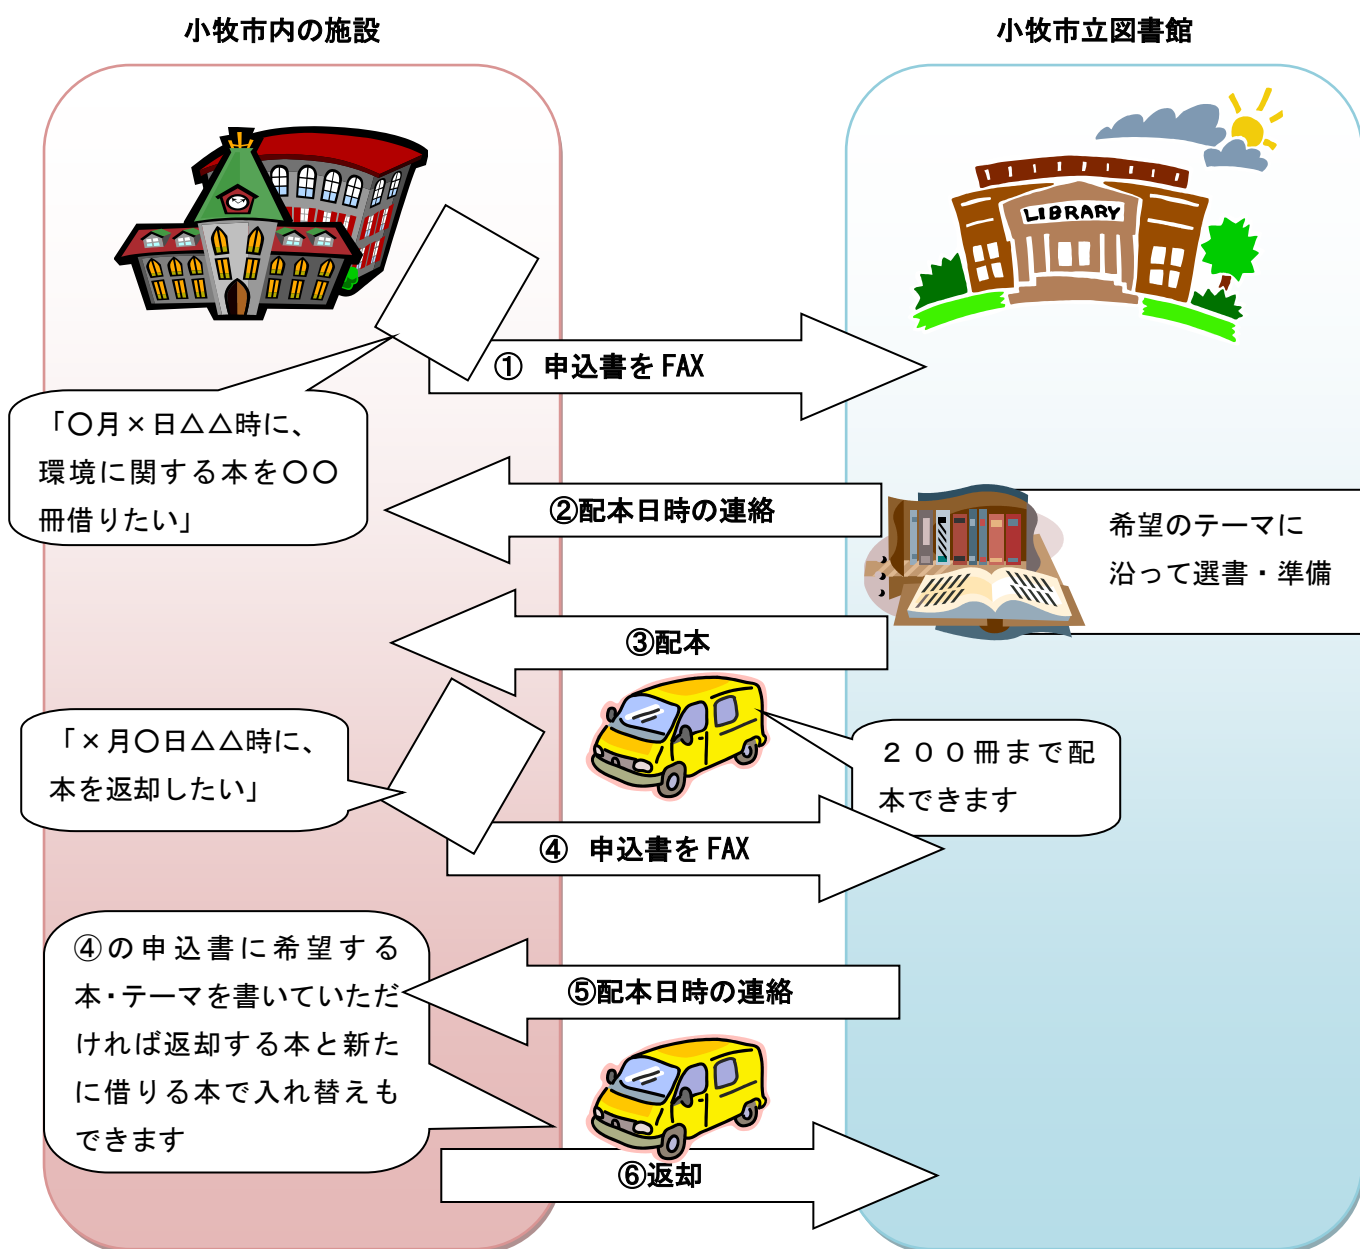 小牧市内の施設
小牧市立図書館
LIBRARY
① 申込書を FAX
「〇月×日△△時に、
環境に関する本を〇〇
冊借りたい」
②配本日時の連絡
希望のテーマに
沿って選書・準備
③配本
「×月〇日△△時に、
本を返却したい」
２００冊まで配
本できます
④ 申込書を FAX
④の申込書に希望する
本・テーマを書いていただ
ければ返却する本と新た
に借りる本で入れ替えも
できます
⑤配本日時の連絡
⑥返却